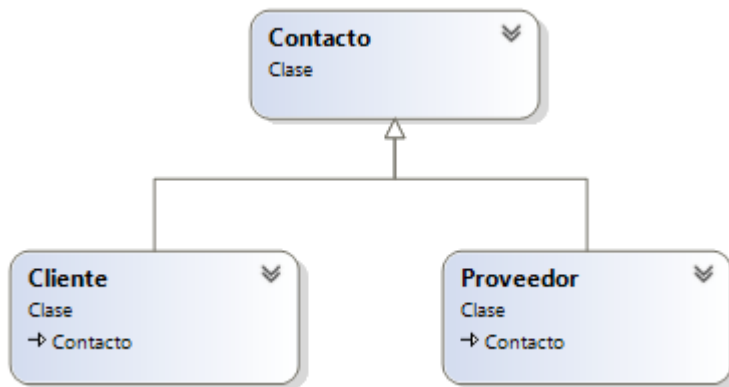 Contacto
Clase
Cliente
Clase
Contacto
Proveedor
Clase
Contacto